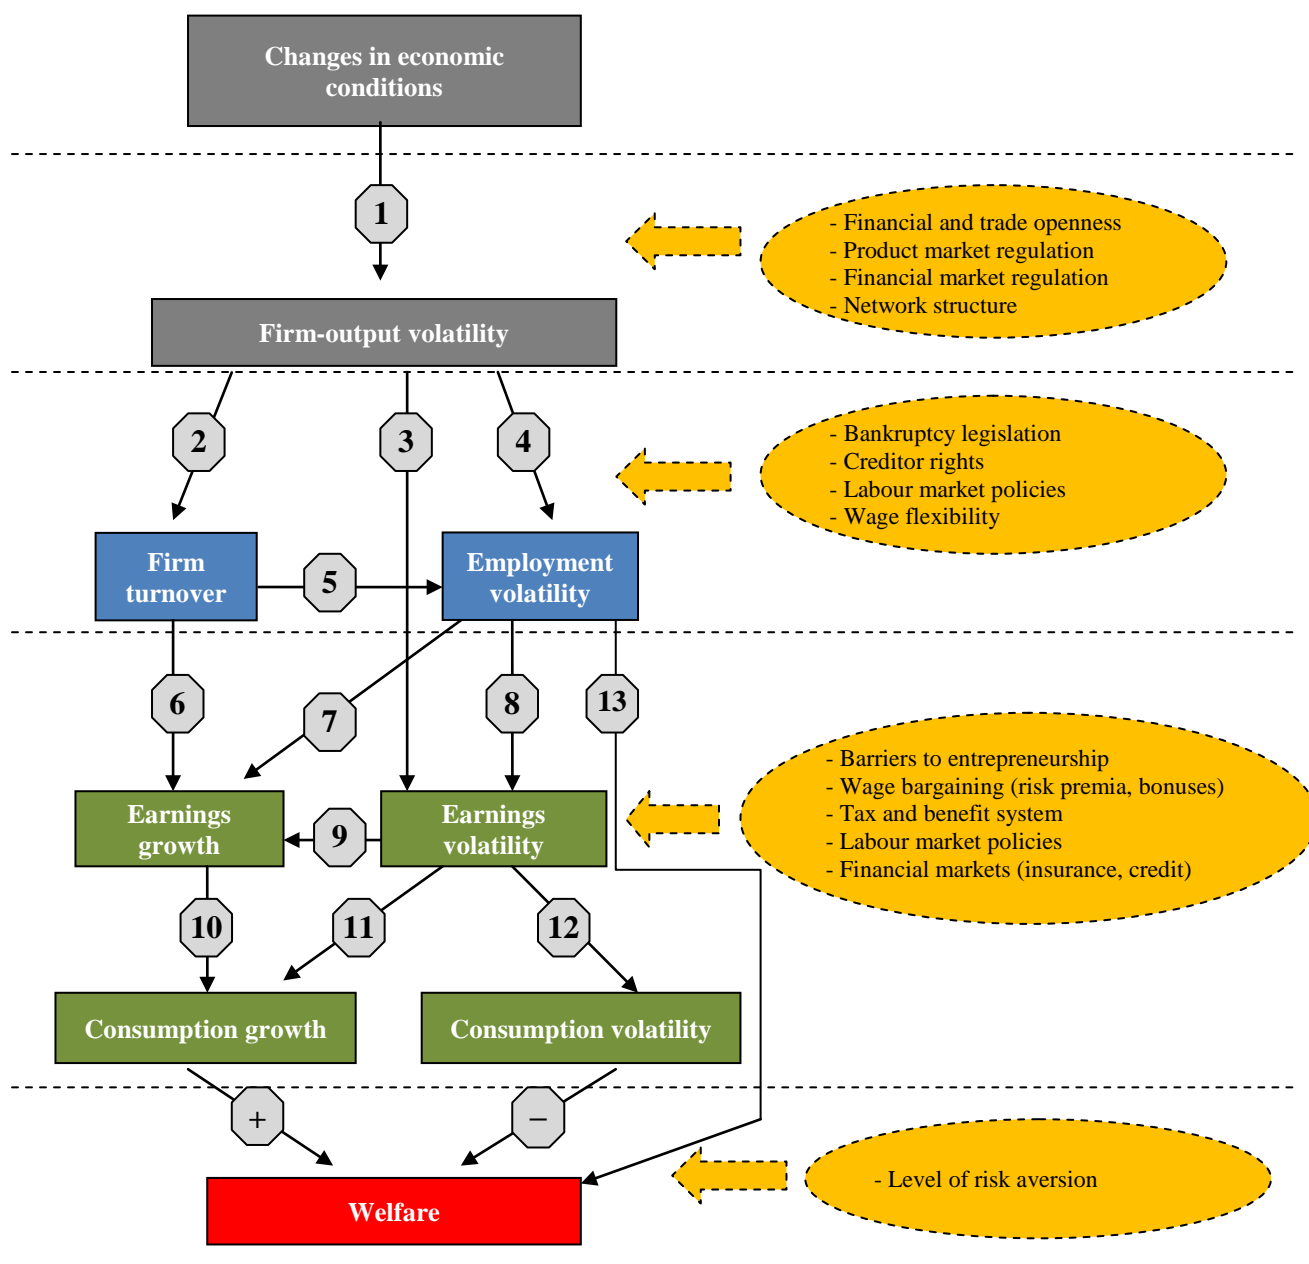 Changes in economic
conditions
1
- Financial and trade openness
- Product market regulation
- Financial market regulation
- Network structure
Firm-output volatility
2
3
4
- Bankruptcy legislation
- Creditor rights
- Labour market policies
- Wage flexibility
Firm
turnover
5
Employment
volatility
6
7
8
13
- Barriers to entrepreneurship
- Wage bargaining (risk premia, bonuses)
- Tax and benefit system
- Labour market policies
- Financial markets (insurance, credit)
Earnings
growth
9
Earnings
volatility
10
11
12
Consumption growth
Consumption volatility
+
–
- Level of risk aversion
Welfare